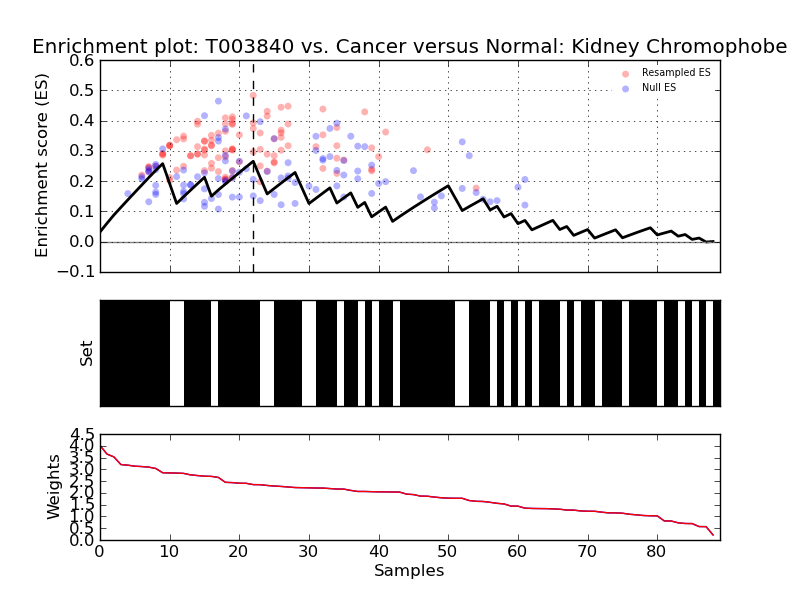 Enrichment plot: T003840 vs. Cancer versus Normal: Kidney Chromophobe
0.6
0.5
0.4
0.3
0.2
0.1
0.0
−0.1
Enrichment score (ES)
Resampled ES
Null ES
Set
4.5
4.0
3.5
3.0
2.5
2.0
1.5
1.0
0.5
0.0
Weights
0 10 20 30 40 50 60 70 80
Samples